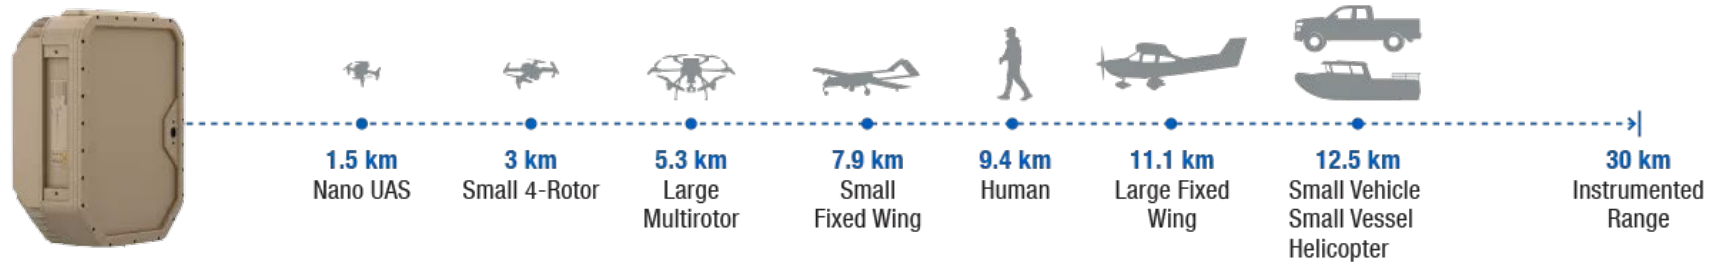 1.5 km
Nano UAS
3 km
Small 4-Rotor
5.3 km
Large
Multirotor
7.9 km
Small
Fixed Wing
9.4 km
Human
11.1 km
Large Fixed
Wing
12.5 km
Small Vehicle
Small Vessel
Helicopter
30 km
Instrumented
Range